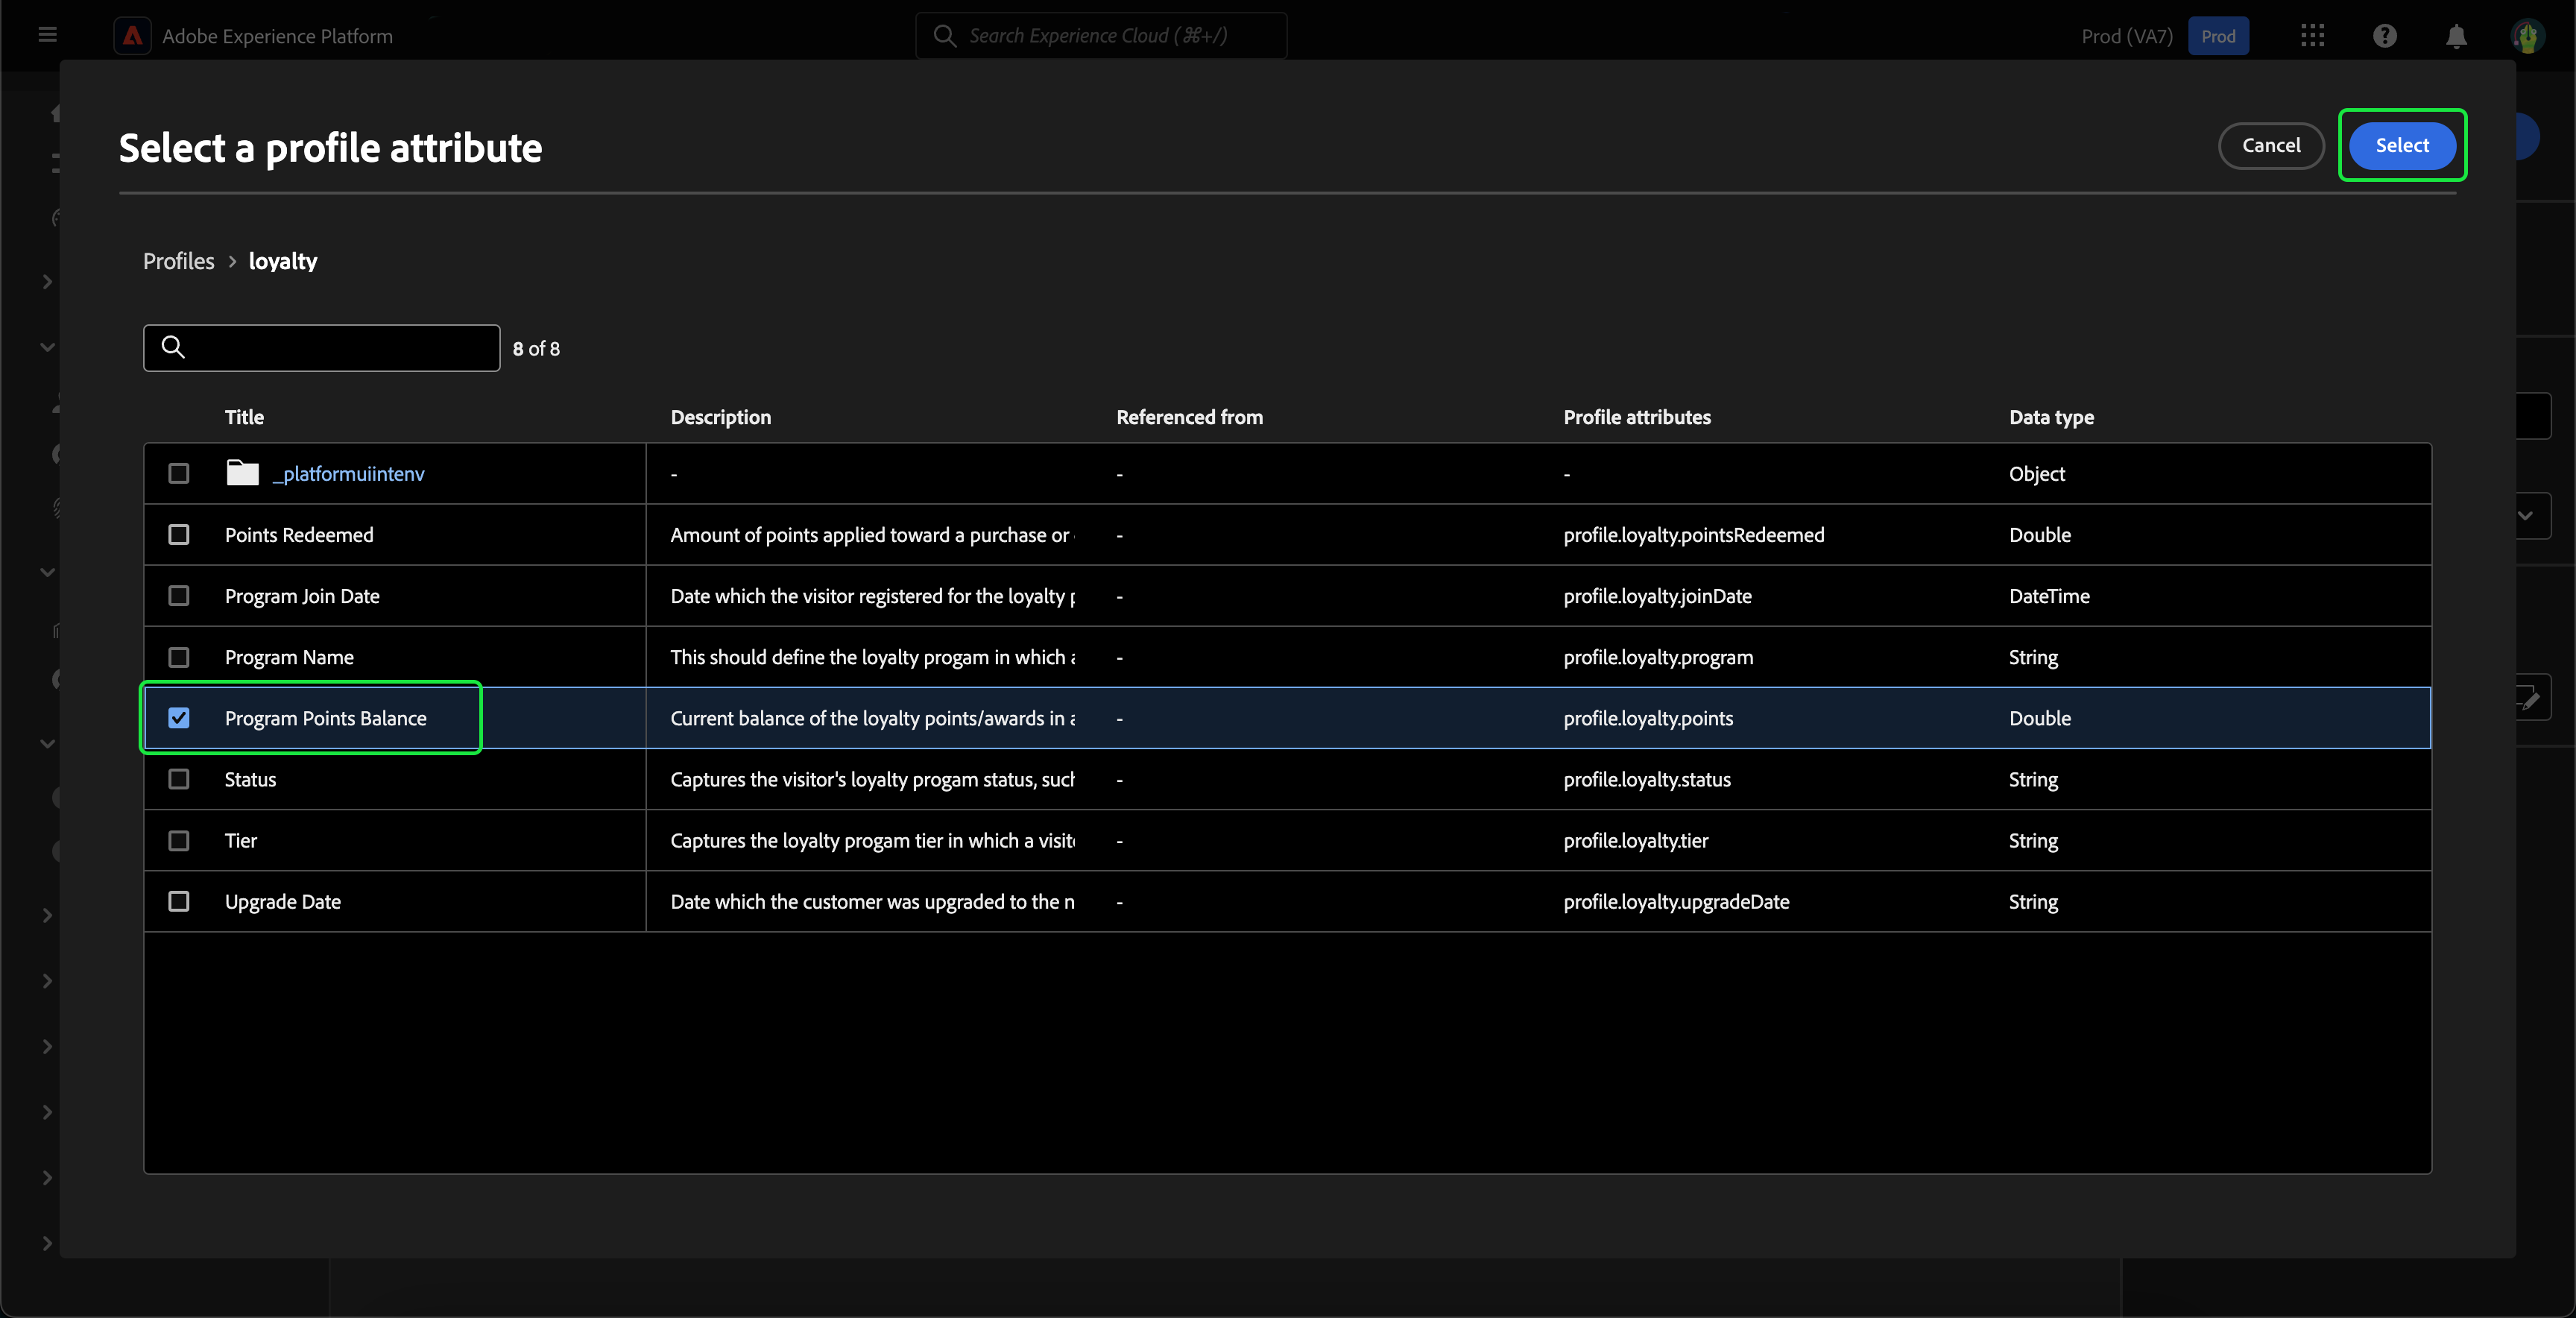 Adobe Experience Platform
Search Experience Cloud (⌘+/)
Prod (VA7)
Prod
Select a profile attribute
Cancel
Select
Profiles > loyalty
8 of 8
Title Description Referenced from Profile attributes Data type
_platformuiintenv - - - Object
Points Redeemed Amount of points applied toward a purchase or - profile.loyalty.pointsRedeemed Double
Program Join Date Date which the visitor registered for the loyalty - profile.loyalty.joinDate DateTime
Program Name This should define the loyalty progam in which - profile.loyalty.program String
Program Points Balance Current balance of the loyalty points/awards in - profile.loyalty.points Double
Status Captures the visitor's loyalty progam status, such - profile.loyalty.status String
Tier Captures the loyalty progam tier in which a - profile.loyalty.tier String
Upgrade Date Date which the customer was upgraded to the - profile.loyalty.upgradeDate String